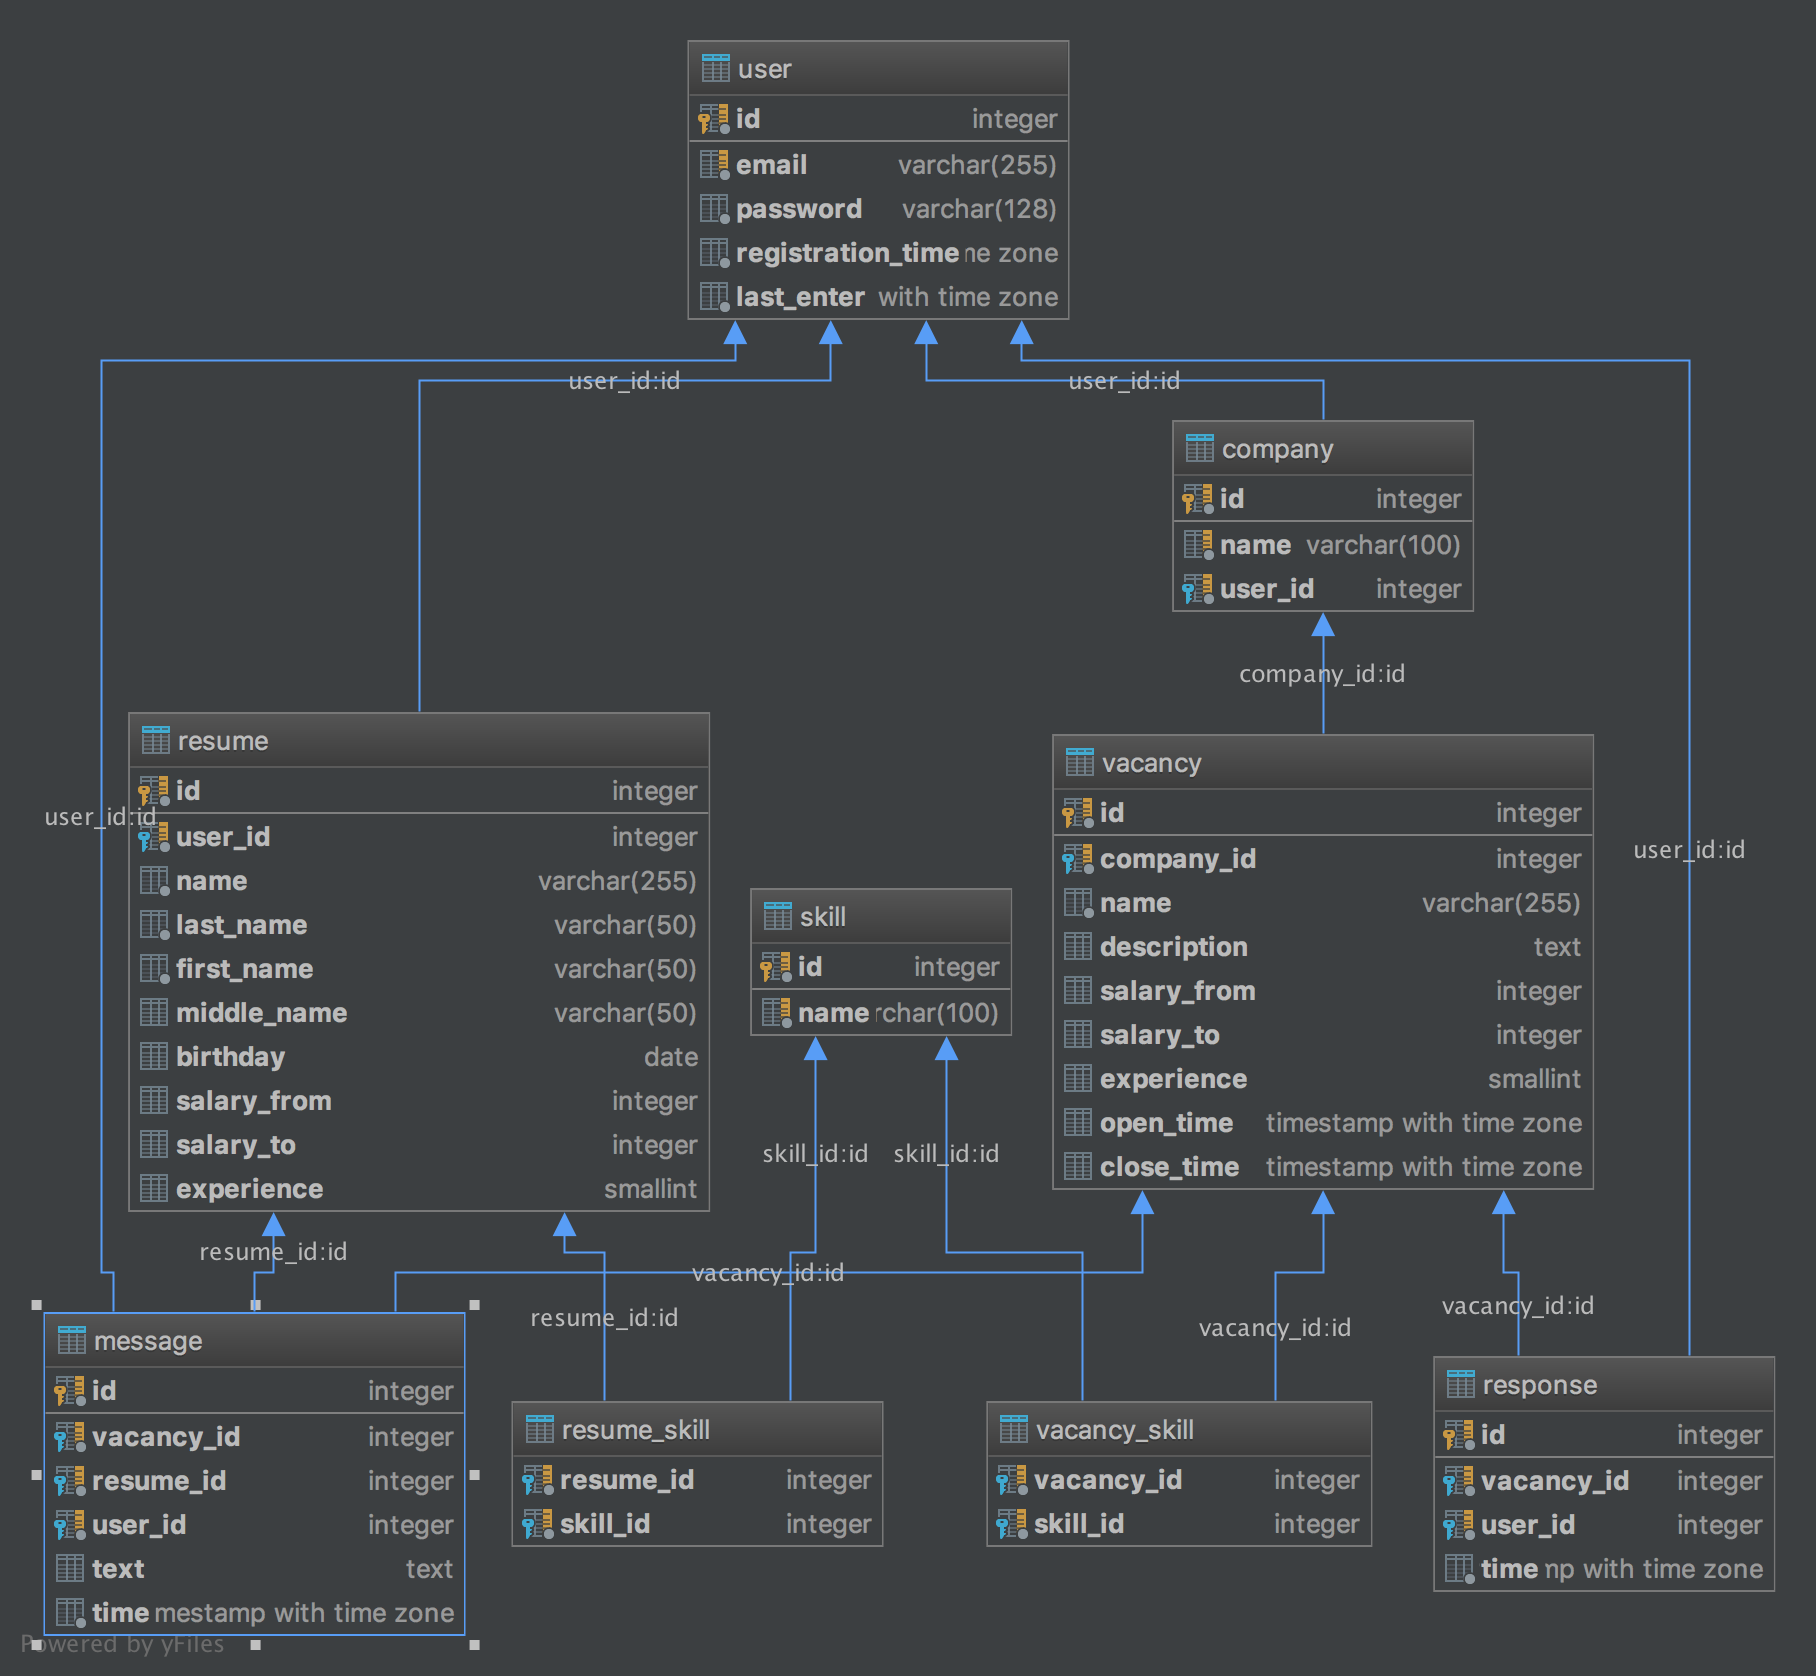 user
id integer
email varchar(255)
password varchar(128)
registration_time ne zone
last_enter with time zone
user_id:id
user_id:id
company
id integer
name varchar(100)
user_id integer
company_id:id
resume
id integer
user_id integer
name varchar(255)
last_name varchar(50)
first_name varchar(50)
middle_name varchar(50)
birthday date
salary_from integer
salary_to integer
experience smallint
user_id:id
skill
id integer
name rchar(100)
vacancy
id integer
company_id integer
name varchar(255)
description text
salary_from integer
salary_to integer
experience smallint
open_time timestamp with time zone
close_time timestamp with time zone
user_id:id
skill_id:id
skill_id:id
resume_id:id
vacancy_id:id
resume_id:id
vacancy_id:id
vacancy_id:id
message
id integer
vacancy_id integer
resume_id integer
user_id integer
text text
time mestamp with time zone
resume_skill
resume_id integer
skill_id integer
vacancy_skill
vacancy_id integer
skill_id integer
response
id integer
vacancy_id integer
user_id integer
time np with time zone
Powered by yFiles